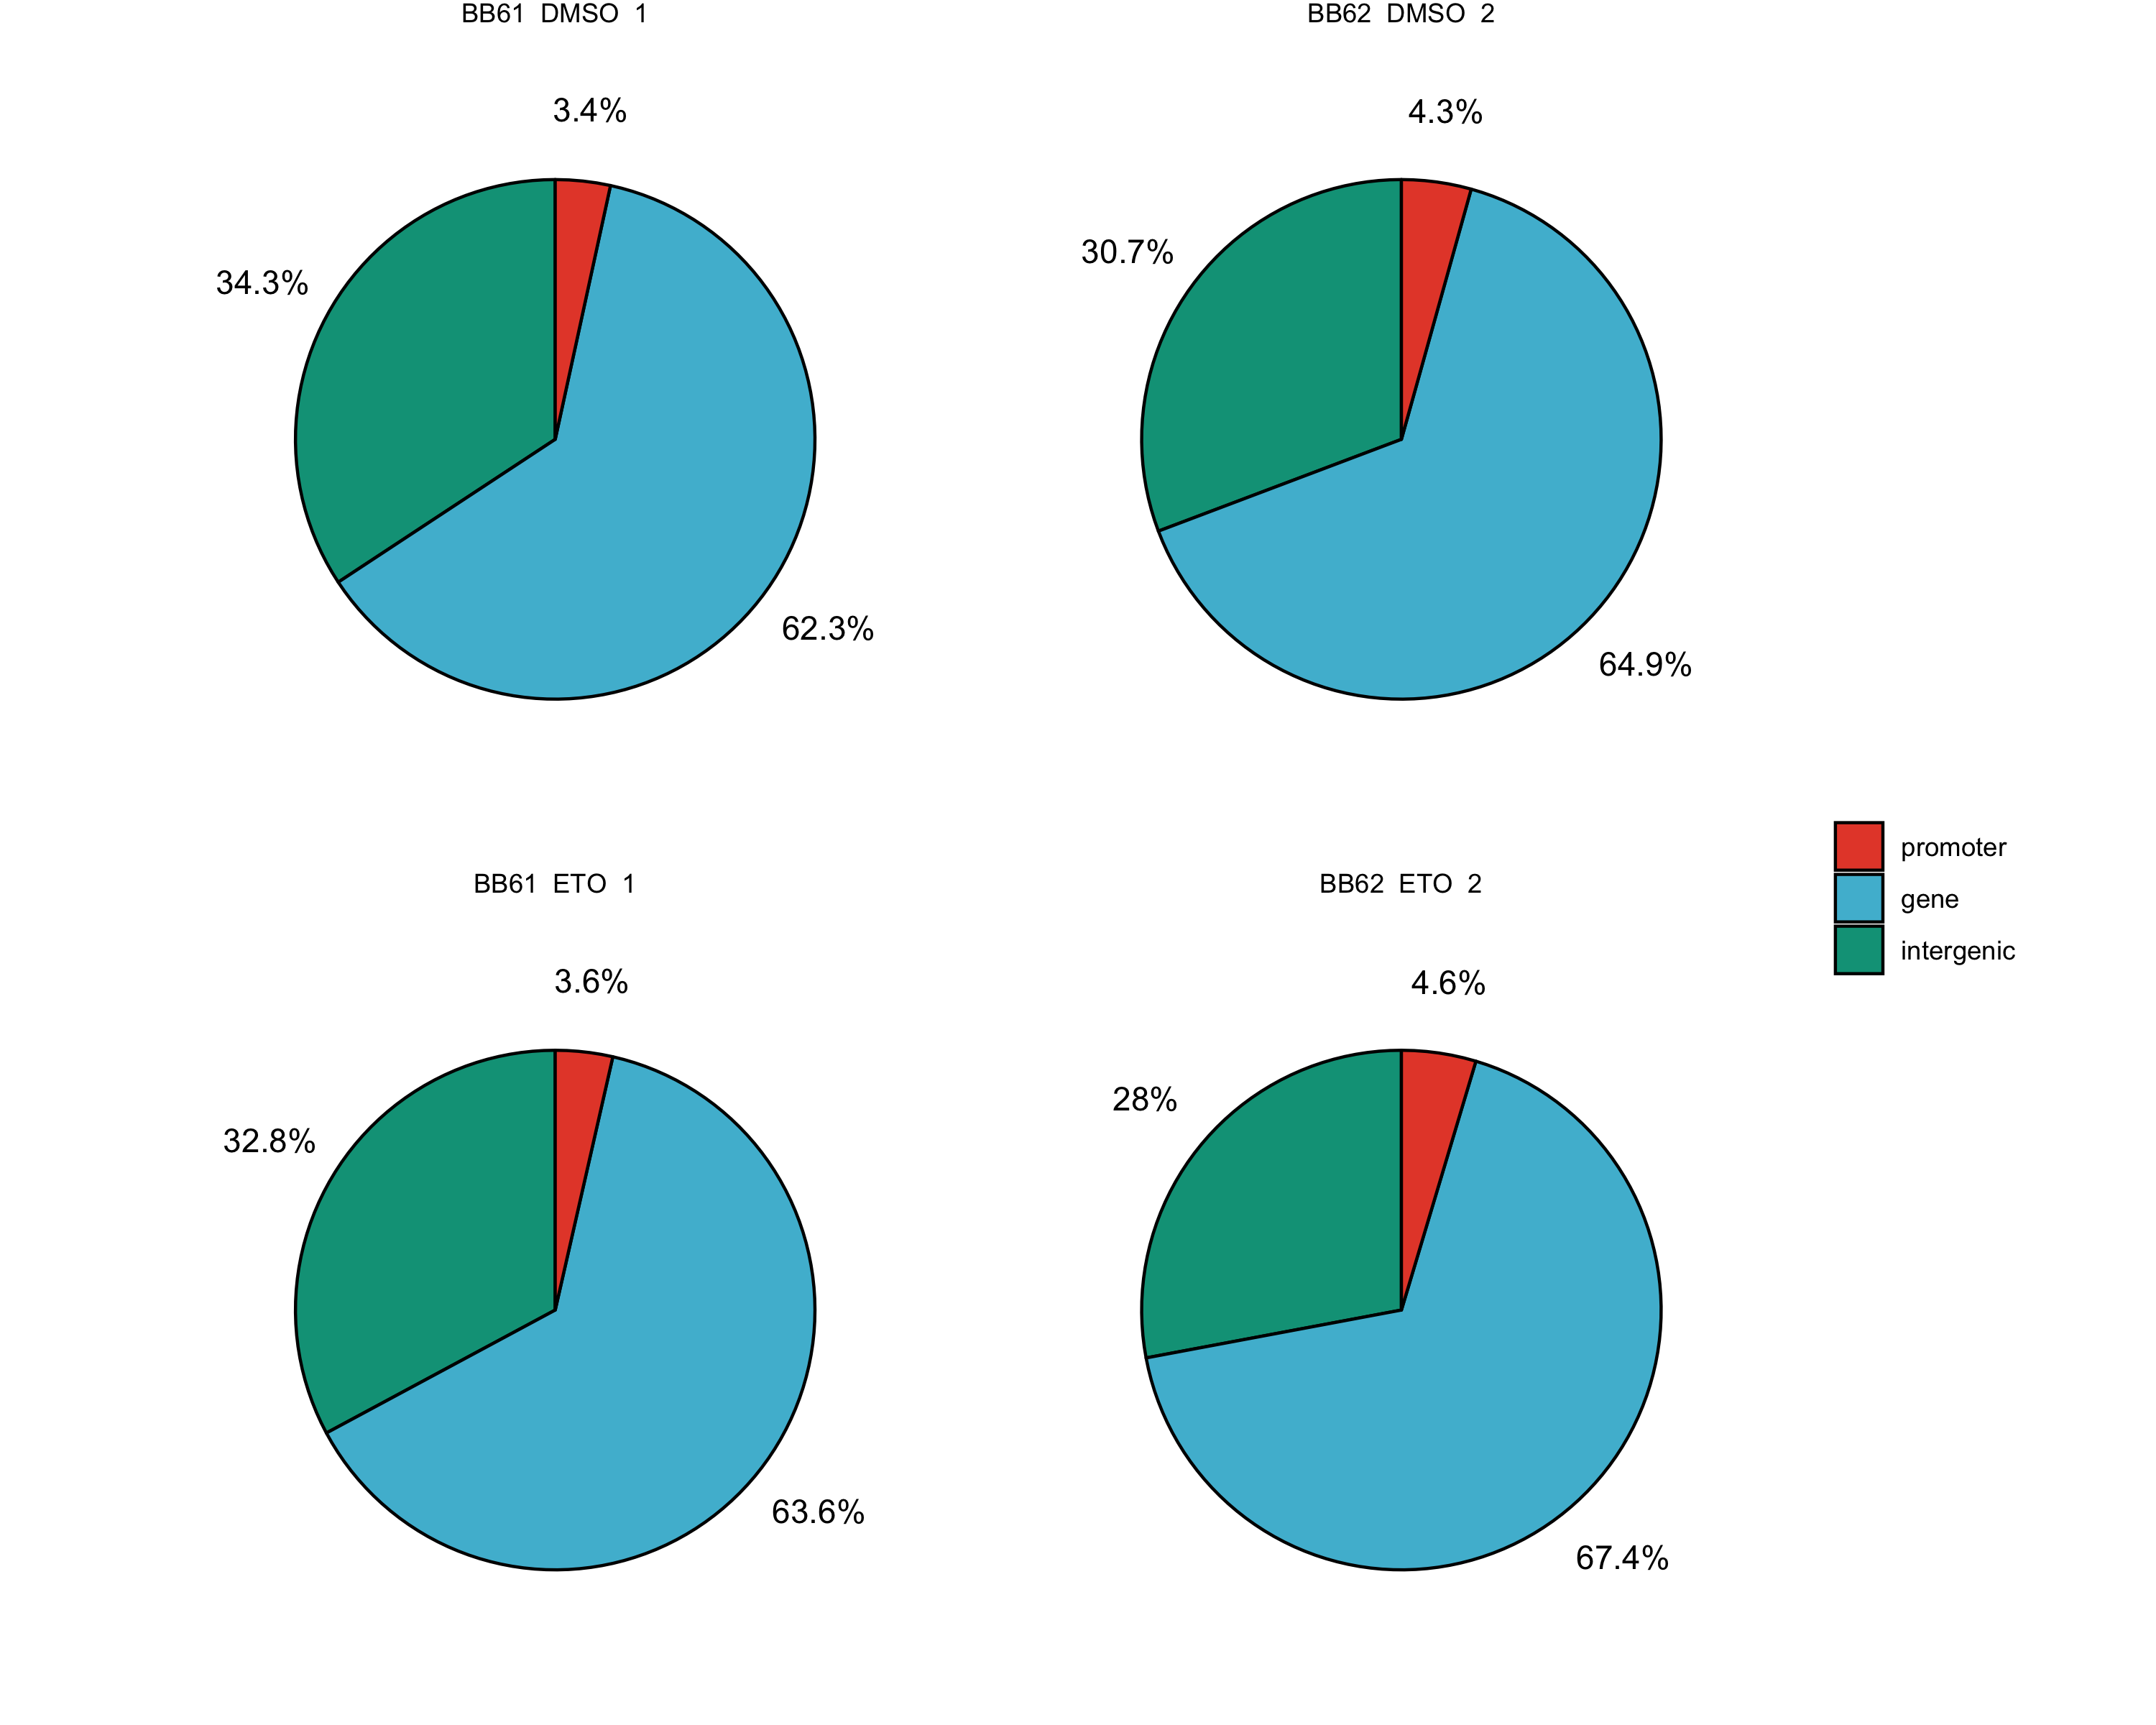 BB61 DMSO 1
BB62 DMSO 2
3.4%
4.3%
34.3%
30.7%
62.3%
64.9%
promoter
gene
intergenic
BB61 ETO 1
BB62 ETO 2
3.6%
4.6%
32.8%
28%
63.6%
67.4%